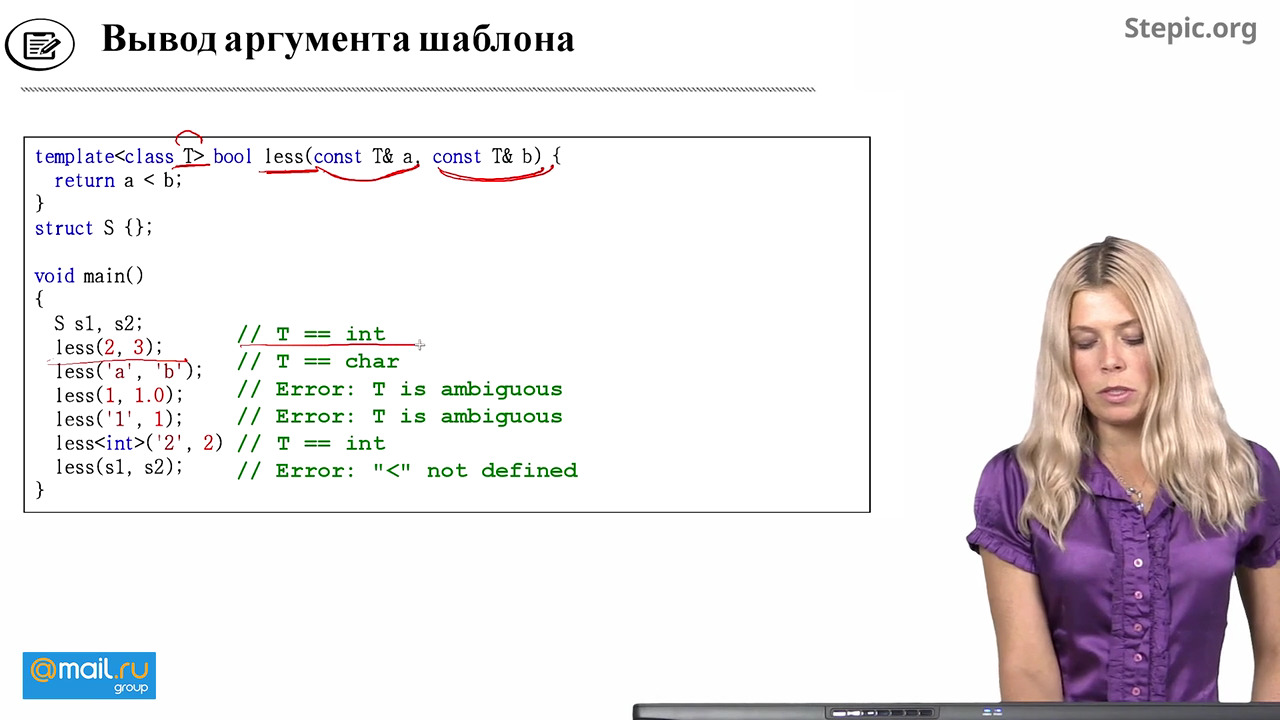 Вывод аргумента шаблона
Stepic.org
template<class T> bool less(const T& a, const T& b) {
return a < b;
}
struct S {};
void main()
{
S s1, s2;
less(2, 3); // T == int
less('a', 'b'); // T == char
less(1, 1.0); // Error: T is ambiguous
less('1', 1); // Error: T is ambiguous
less<int>('2', 2) // T == int
less(s1, s2); // Error: "<" not defined
}
@mail.ru
group